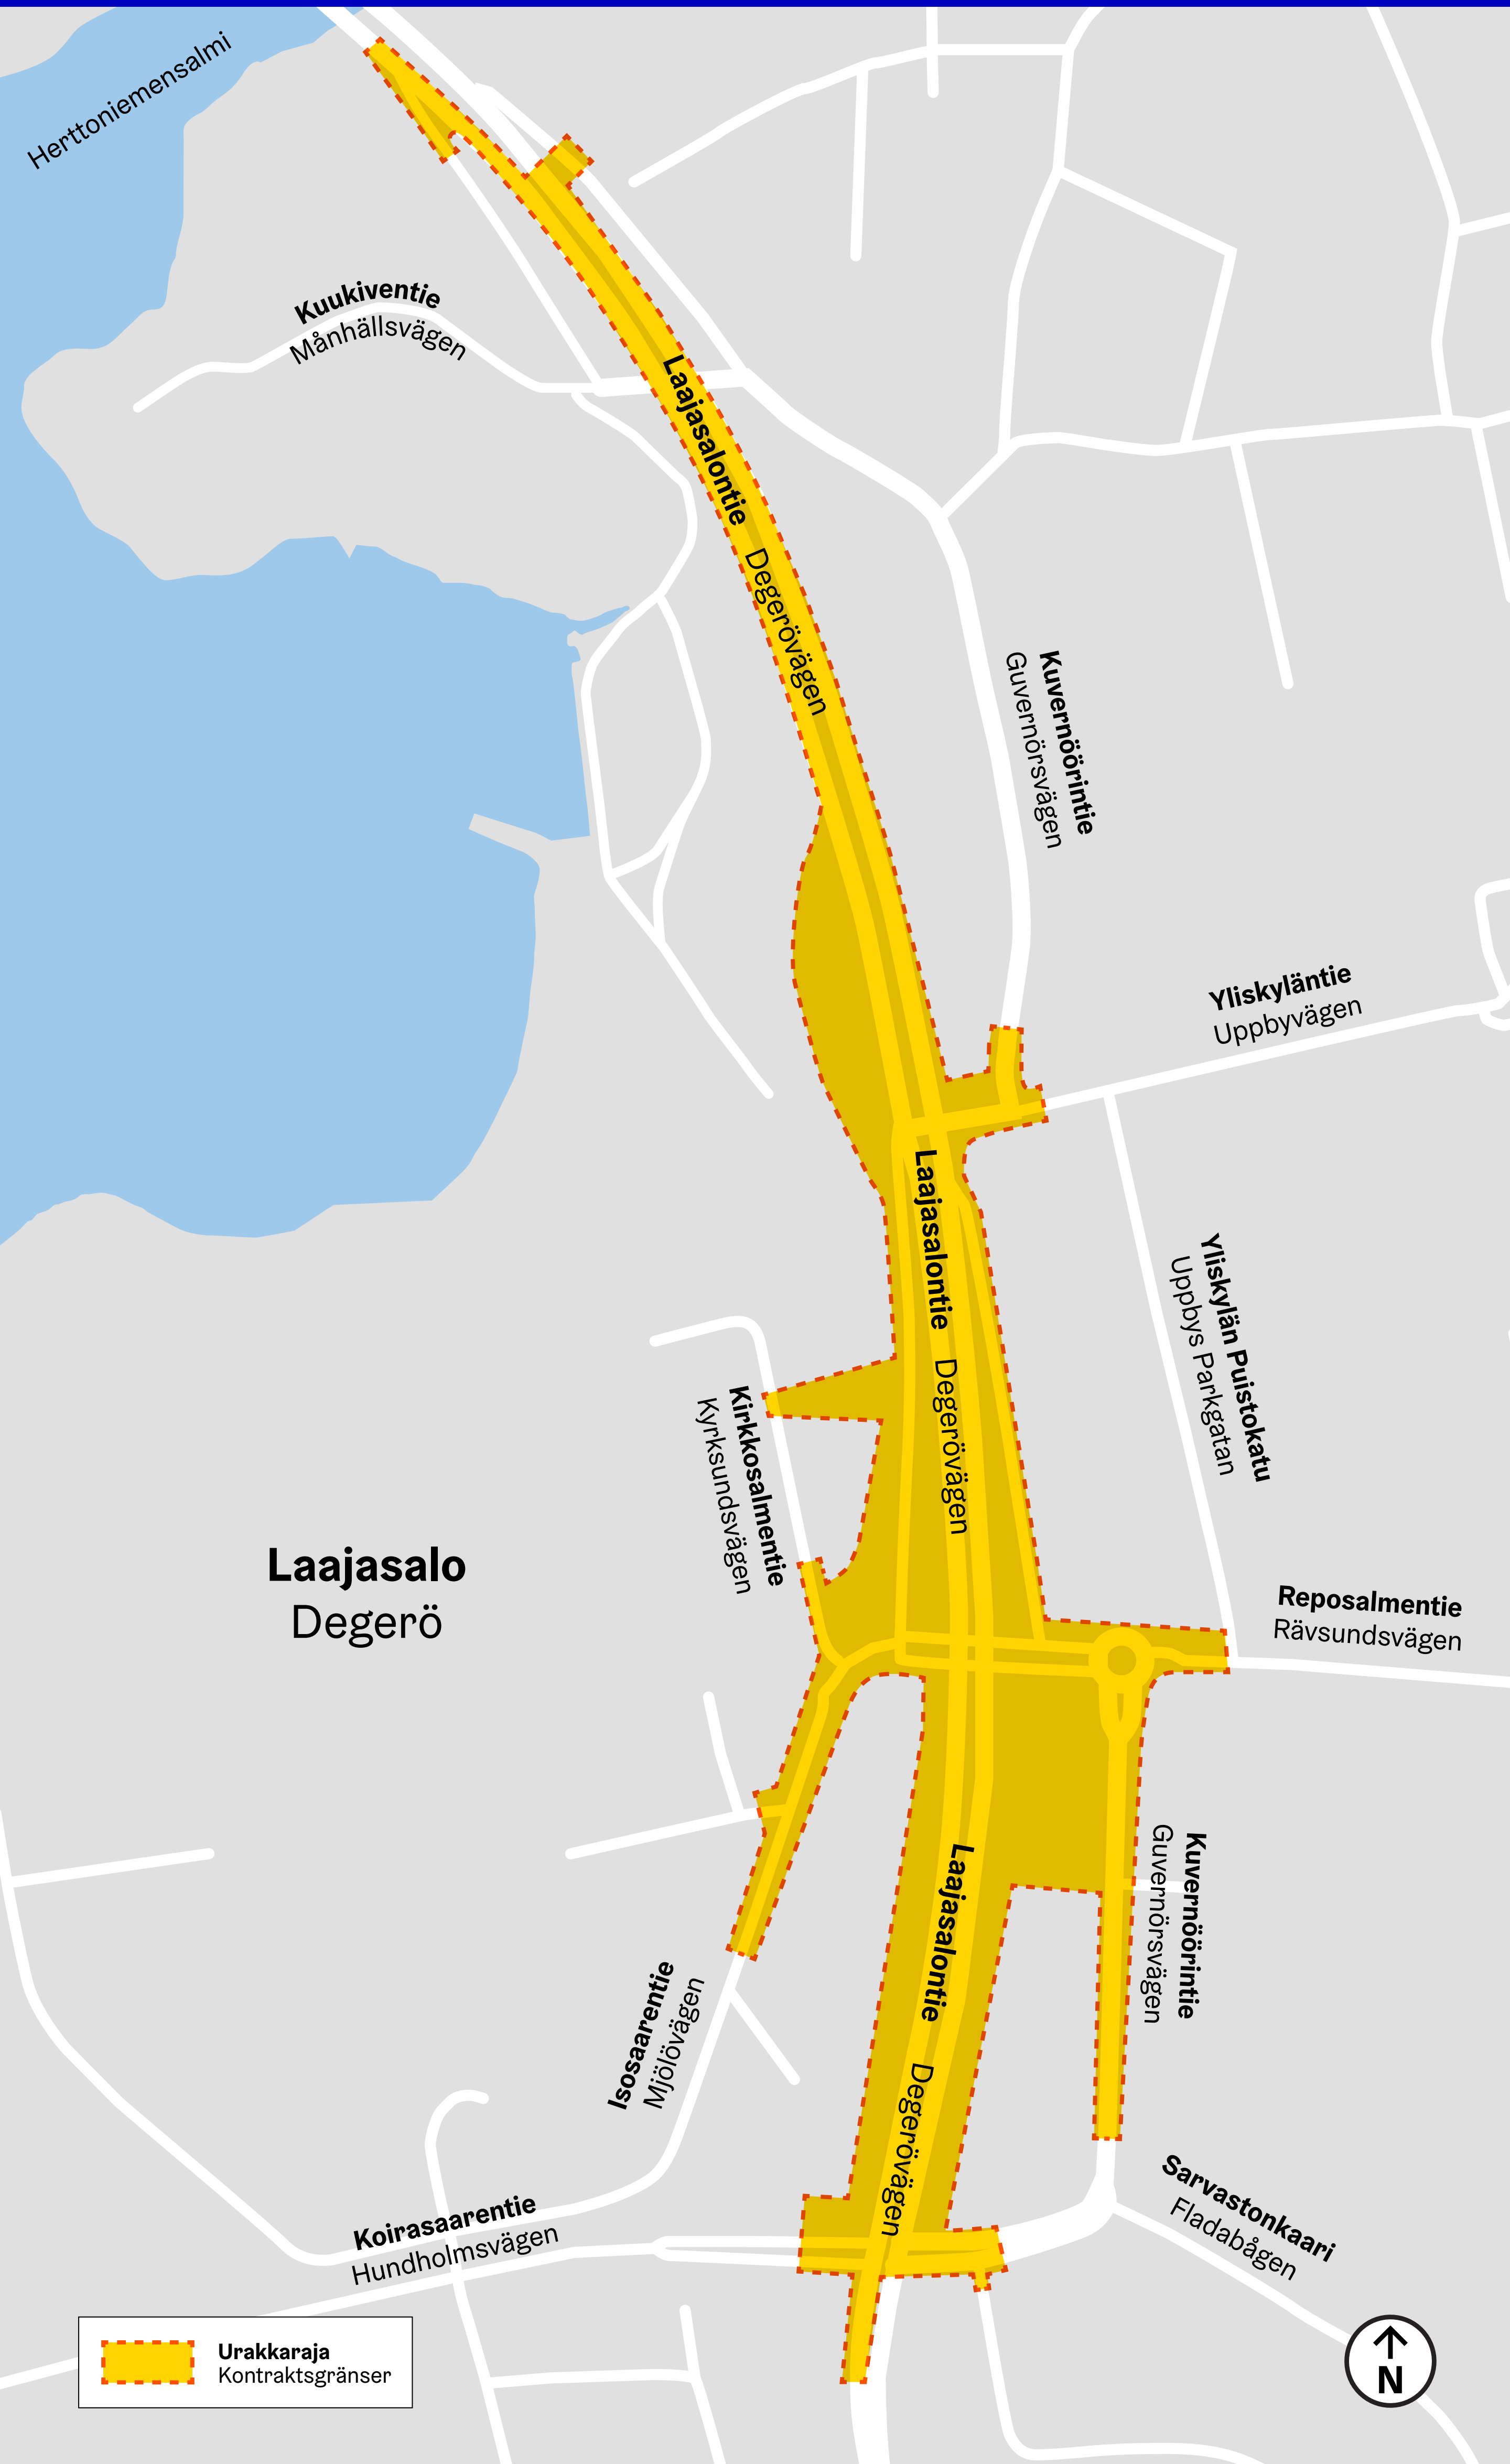 Herttoniemensalmi
Kuukiventie
Månhällsvägen
Laajasalontie
Degerövägen
Kuvernöörintie
Guvernörsvägen
Yliskyläntie
Uppbyvägen
Laajasalontie
Degerövägen
Yliskylän Puistokatu
Uppbys Parkgatan
Kirkkosalmentie
Kyrksundsvägen
Laajasalo
Degerö
Reposalmentie
Rävsundsvägen
Laajasalontie
Degerövägen
Kuvernöörintie
Guvernörsvägen
Isosaarentie
Mjölövägen
Koirasaarentie
Hundholmsvägen
Sarvastonkaari
Fladabågen
Urakkaraja
Kontraktsgränser
N